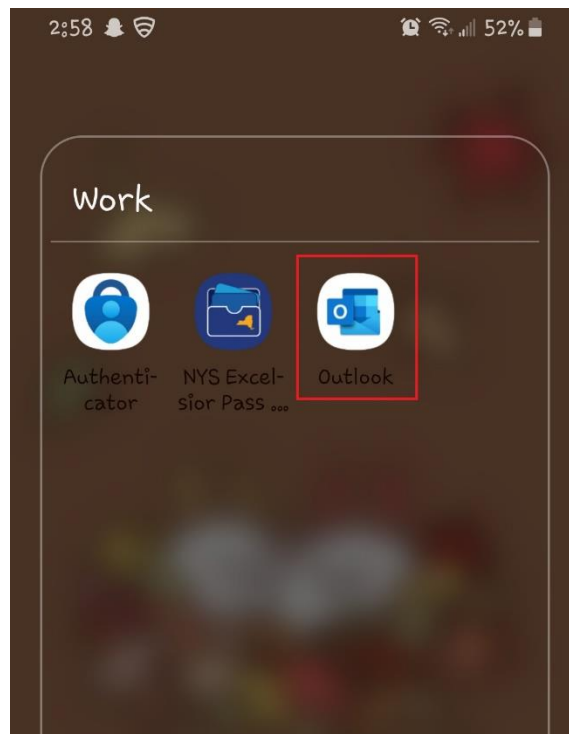 2:58 52%
Work
Authenti- NYS Excel- Outlook
cator sior Pass ...